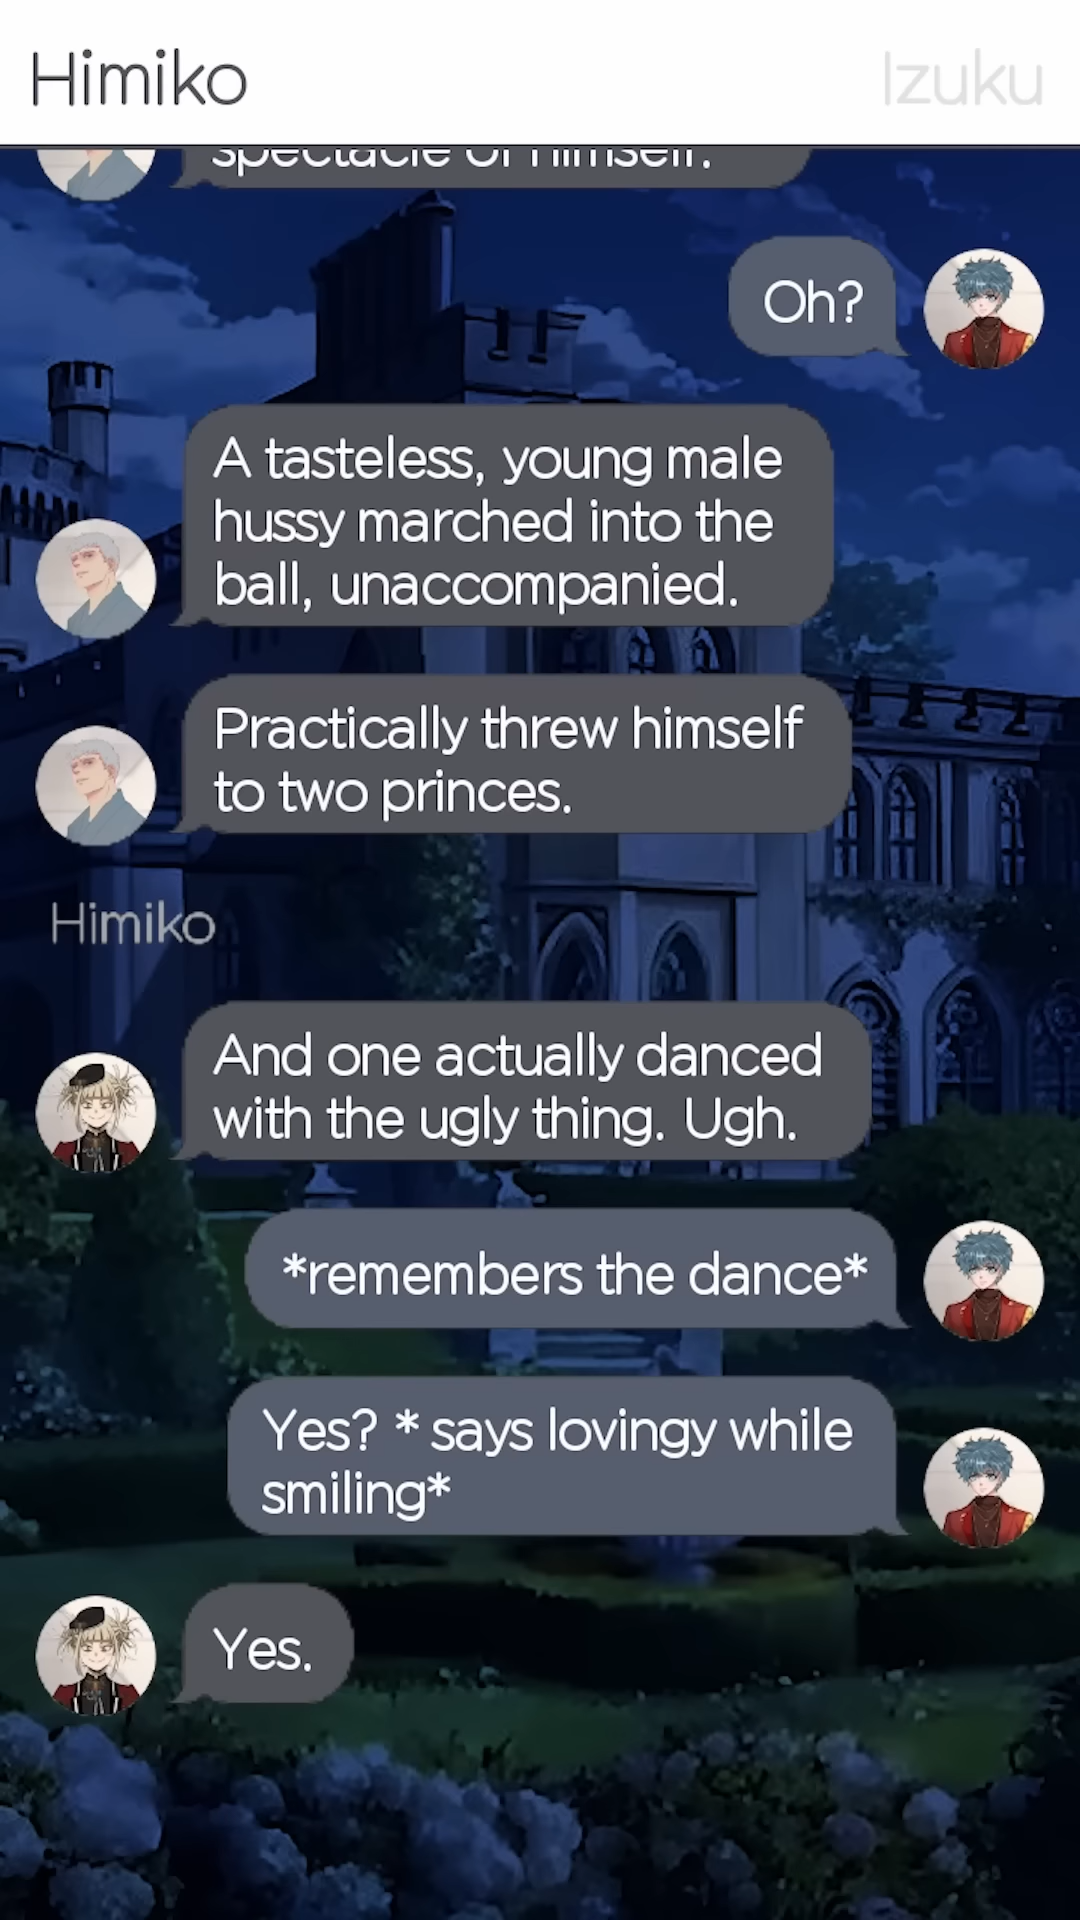 Himiko
Izuku
spectacle of himself.
Oh?
A tasteless, young male
hussy marched into the
ball, unaccompanied.
Practically threw himself
to two princes.
Himiko
And one actually danced
with the ugly thing. Ugh.
*remembers the dance*
Yes? * says lovingy while
smiling*
Yes.